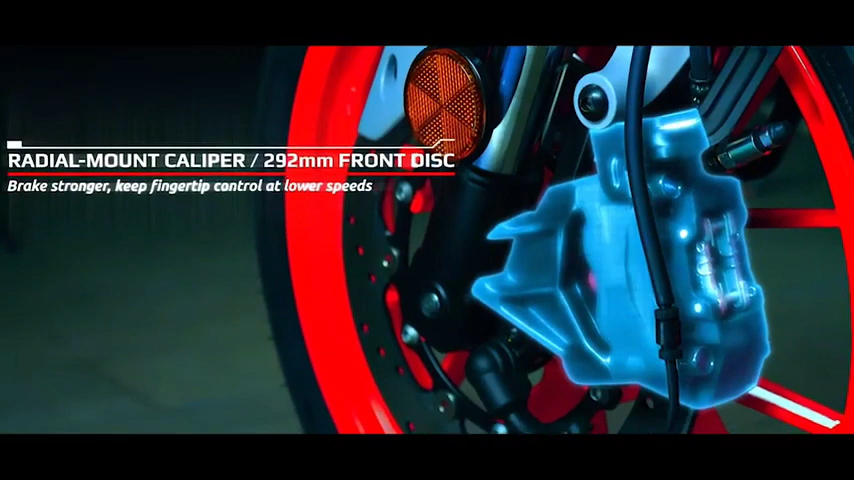 RADIAL-MOUNT CALIPER / 292mm FRONT DISC
Brake stronger, keep fingertip control at lower speeds